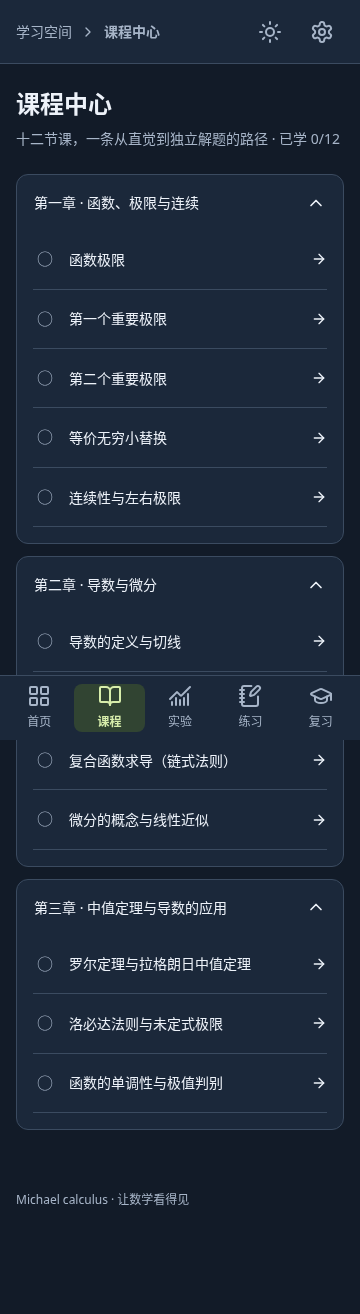 学习空间 > 课程中心
课程中心
十二节课，一条从直觉到独立解题的路径 · 已学 0/12
第一章 · 函数、极限与连续
函数极限
第一个重要极限
第二个重要极限
等价无穷小替换
连续性与左右极限
第二章 · 导数与微分
导数的定义与切线
首页
课程
实验
练习
复习
复合函数求导（链式法则）
微分的概念与线性近似
第三章 · 中值定理与导数的应用
罗尔定理与拉格朗日中值定理
洛必达法则与未定式极限
函数的单调性与极值判别
Michael calculus · 让数学看得见